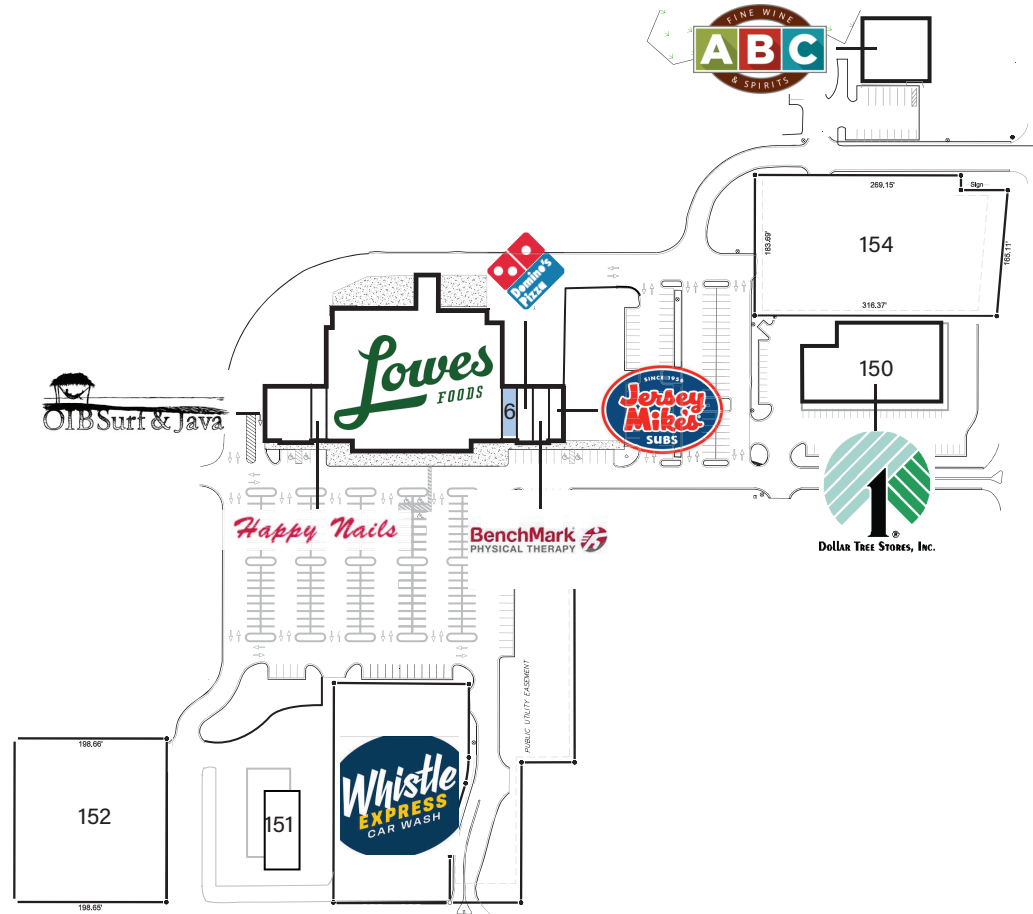 FINE WINE
ABC
& SPIRITS
269.15'
Sign
183.69'
154
165.11'
316.37'
Domino's
Pizza
150
Lowes
FOODS
6
SINCE 1956
Jersey
Mike's
SUBS
OIB Surf & Java
1
®
Dollar Tree Stores, Inc.
Happy Nails
BenchMark
PHYSICAL THERAPY
PUBLIC UTILITY EASEMENT
198.66'
152
198.65'
151
Whistle
EXPRESS
CAR WASH